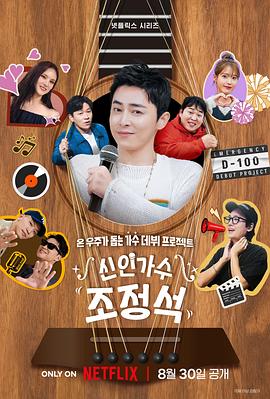 넷플릭스 시리즈
EMERGENCY
D-100
DEBUT PROJECT
온 우주가 돕는 가수 데뷔 프로젝트
신인가수
조정석
ONLY ON NETFLIX | 8월 30일 공개